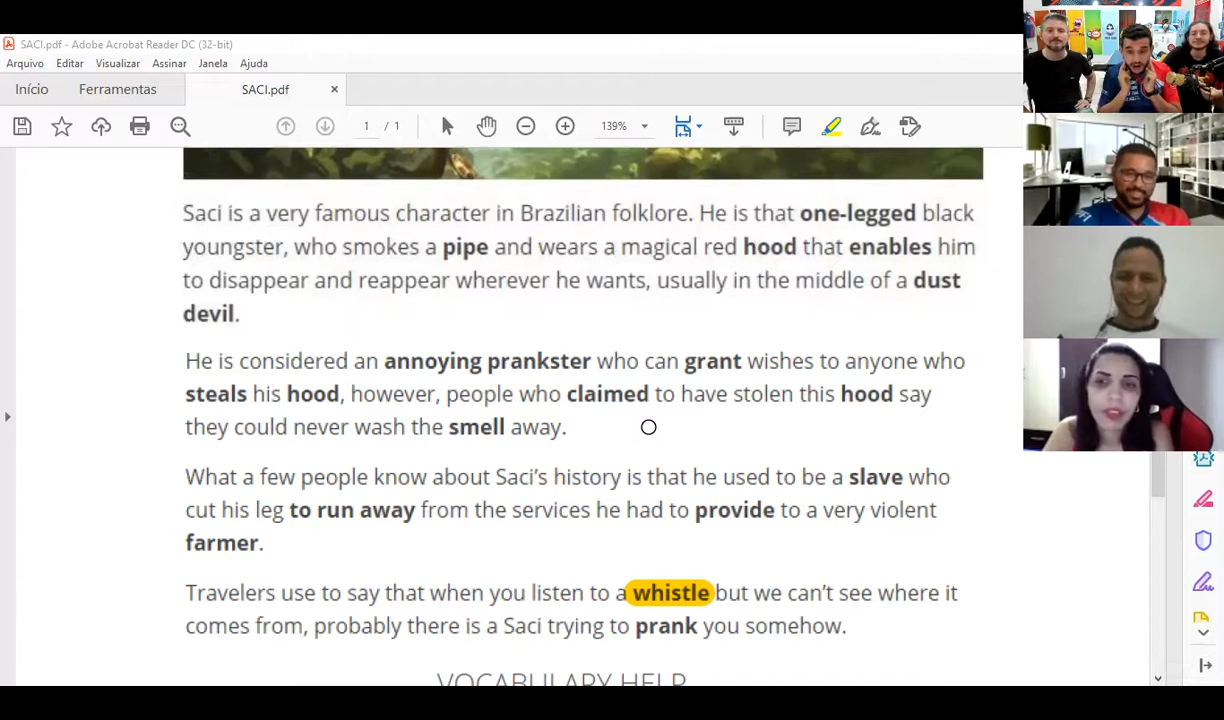 SACI.pdf - Adobe Acrobat Reader DC (32-bit)
Arquivo Editar Visualizar Assinar Janela Ajuda
Início Ferramentas SACI.pdf ×
1 / 1 139%
Saci is a very famous character in Brazilian folklore. He is that one-legged black
youngster, who smokes a pipe and wears a magical red hood that enables him
to disappear and reappear wherever he wants, usually in the middle of a dust
devil.
He is considered an annoying prankster who can grant wishes to anyone who
steals his hood, however, people who claimed to have stolen this hood say
they could never wash the smell away.
What a few people know about Saci’s history is that he used to be a slave who
cut his leg to run away from the services he had to provide to a very violent
farmer.
Travelers use to say that when you listen to a whistle but we can’t see where it
comes from, probably there is a Saci trying to prank you somehow.
VOCABULARY HELP